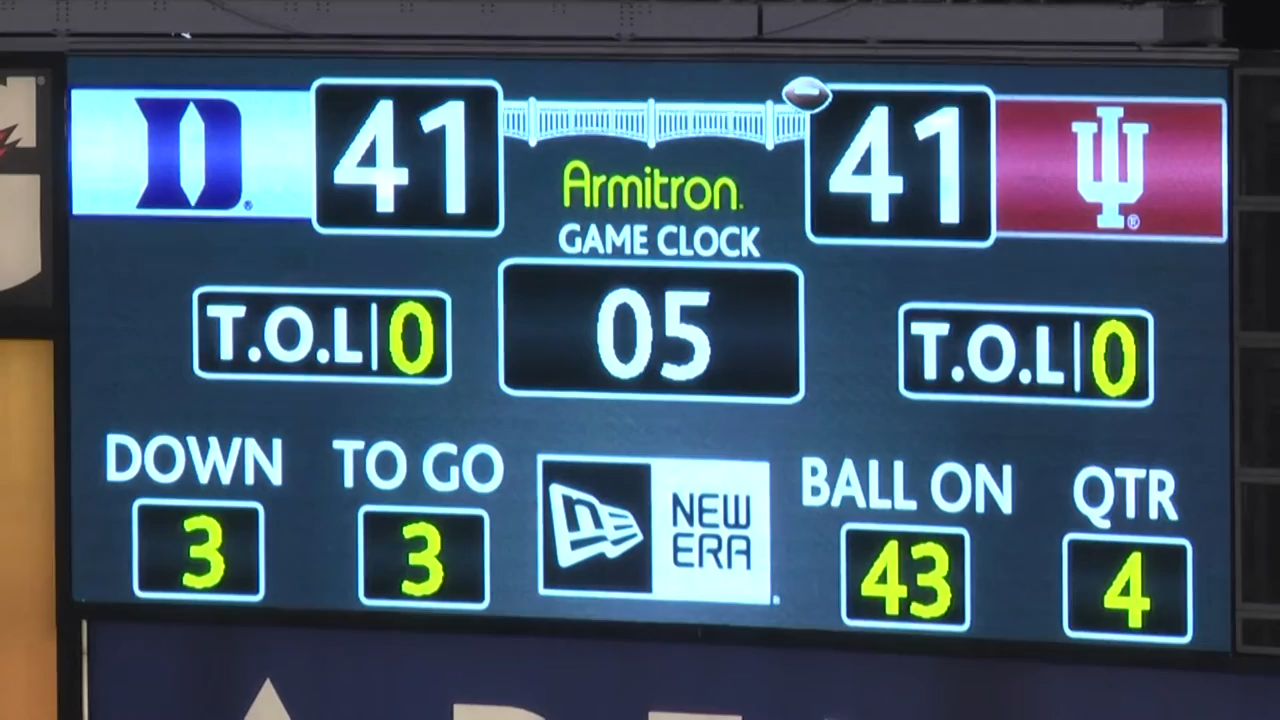 D 41 41 IU
Armitron.
GAME CLOCK
05
T.O.L 0
T.O.L 0
DOWN TO GO BALL ON QTR
3 3 43 4
NEW
ERA